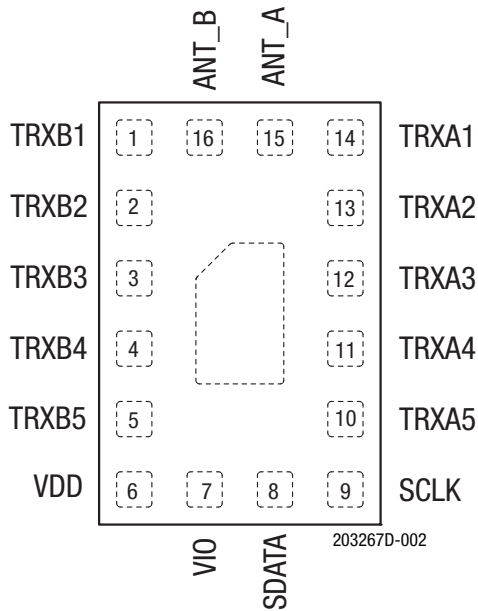 ANT_B ANT_A
TRXB1 1 16 15 14 TRXA1
TRXB2 2 13 TRXA2
TRXB3 3 12 TRXA3
TRXB4 4 11 TRXA4
TRXB5 5 10 TRXA5
VDD 6 7 8 9 SCLK
VIO SDATA
203267D-002